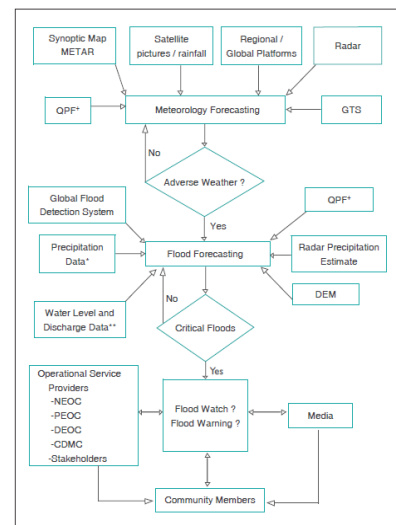 Synoptic Map
METAR
Satellite
pictures / rainfall
Regional /
Global Platforms
Radar
QPF*
Meteorology Forecasting
GTS
No
Adverse Weather ?
Yes
Global Flood
Detection System
QPF*
Precipitation
Data*
Flood Forecasting
Radar Precipitation
Estimate
DEM
Water Level and
Discharge Data**
No
Critical Floods
Yes
Operational Service
Providers
-NEOC
-PEOC
-DEOC
-CDMC
-Stakeholders
Flood Watch ?
Flood Warning ?
Media
Community Members